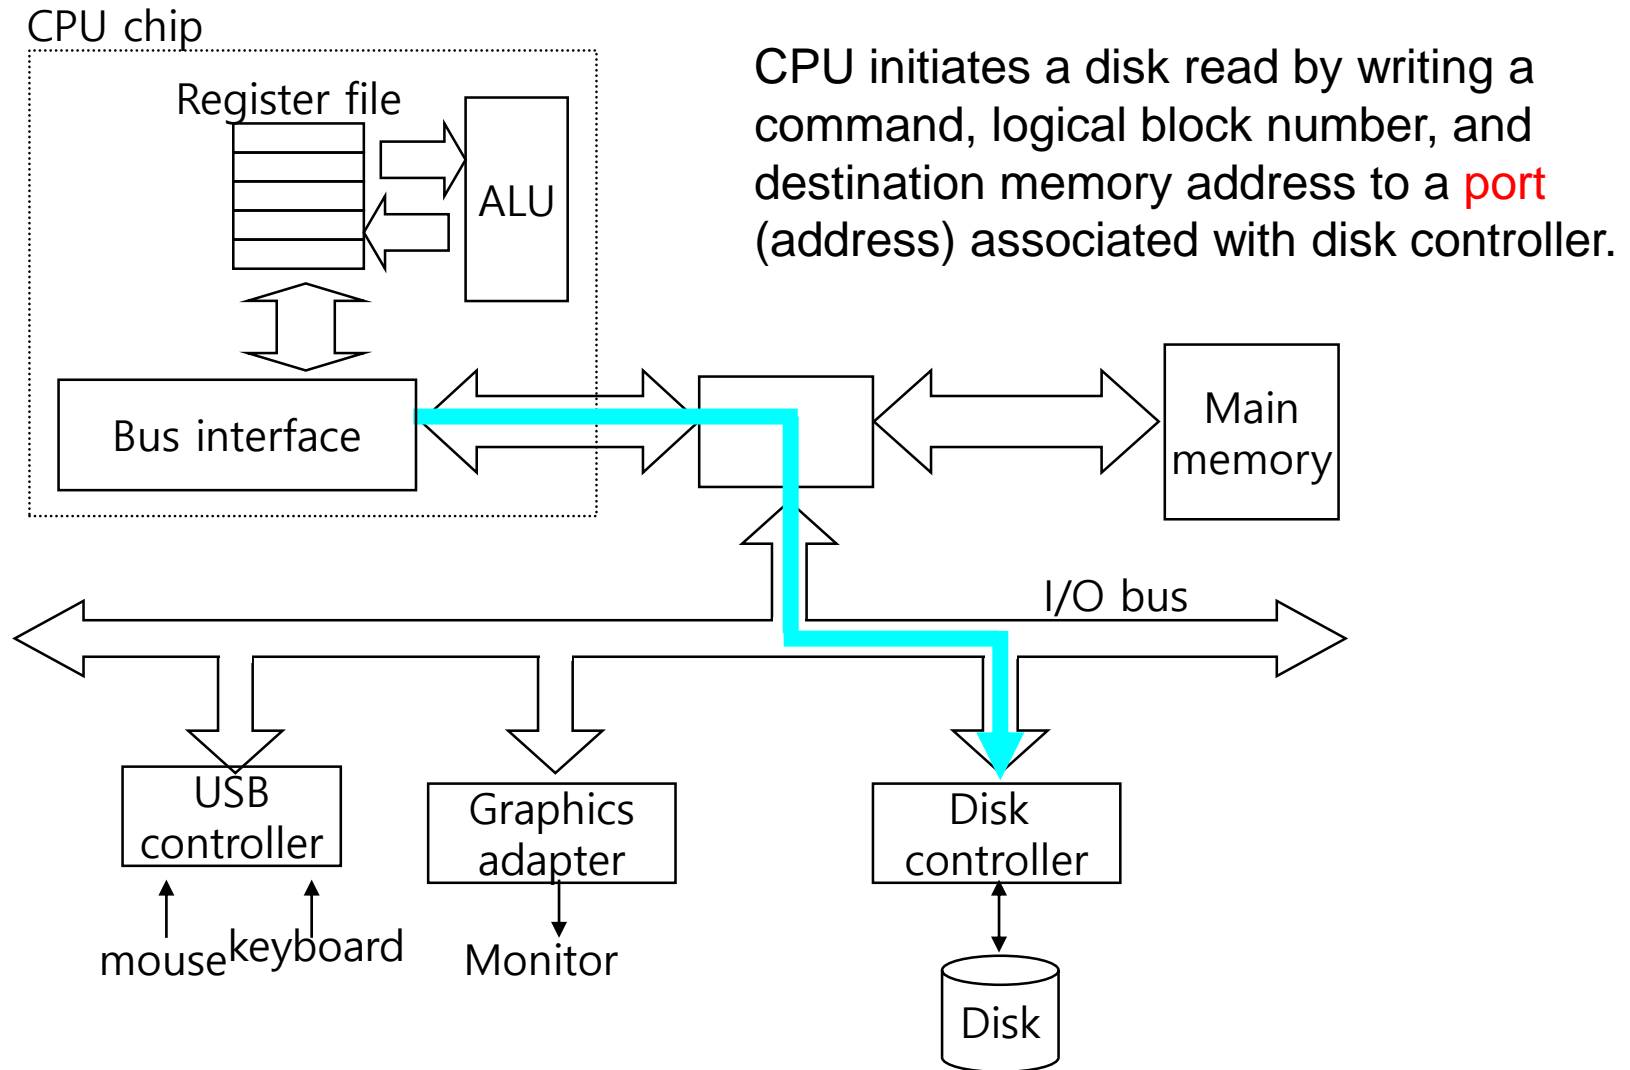 CPU chip
CPU initiates a disk read by writing a
command, logical block number, and
destination memory address to a port
(address) associated with disk controller.
Register file
ALU
Bus interface
Main
memory
I/O bus
USB
controller
Graphics
adapter
Disk
controller
mouse
keyboard
Monitor
Disk